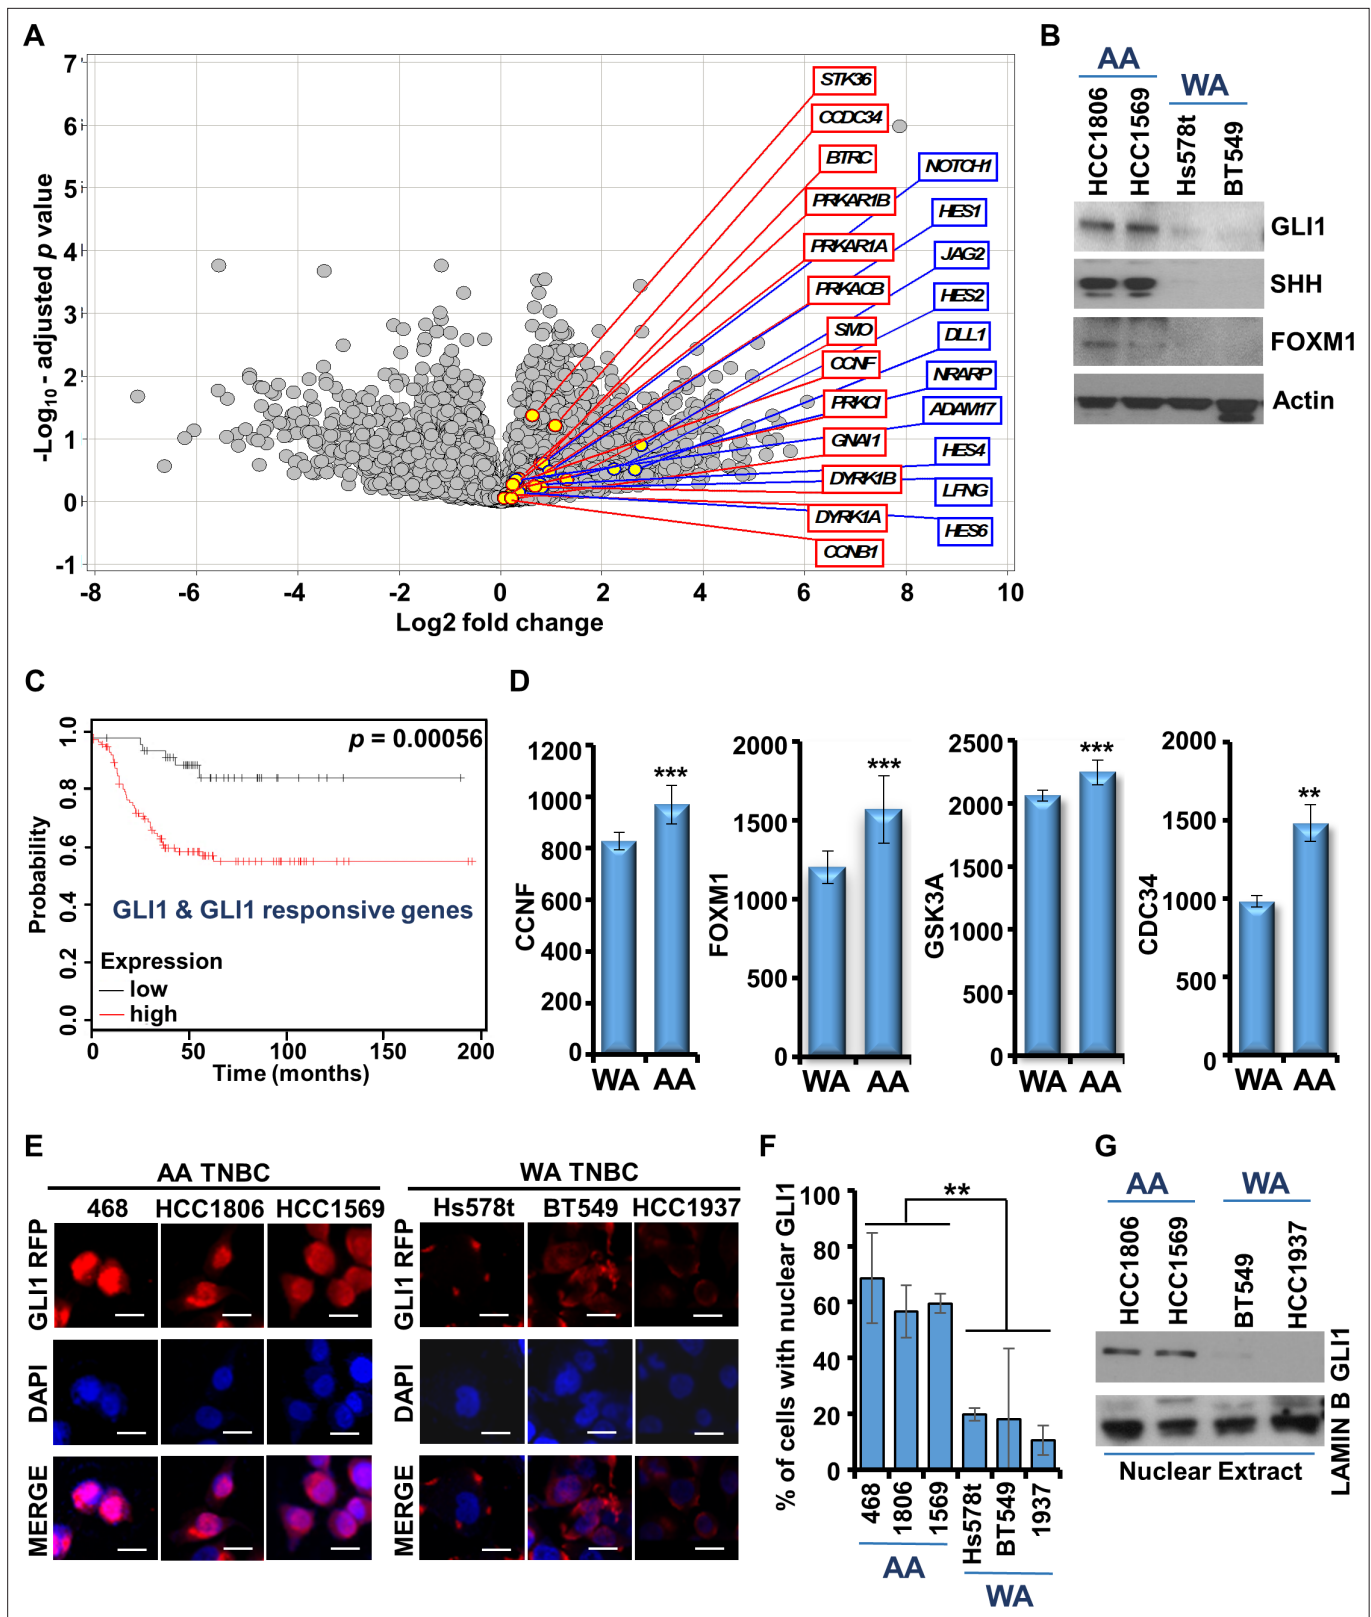 A
-Log10 - adjusted p value
7
6
5
4
3
2
1
0
-1
-8
-6
-4
-2
0
2
4
6
8
10
Log2 fold change
STK36
CCDC34
BTRC
PRKAR1B
PRKAR1A
PRKACB
SMO
CCNF
PRKCI
GNAI1
DYRK1B
DYRK1A
CCNB1
NOTCH1
HES1
JAG2
HES2
DLL1
NRARP
ADAM17
HES4
LFNG
HES6
B
AA
WA
HCC1806
HCC1569
Hs578t
BT549
GLI1
SHH
FOXM1
Actin
C
Probability
1.0
0.8
0.6
0.4
0.2
0.0
p = 0.00056
GLI1 & GLI1 responsive genes
Expression
low
high
0
50
100
150
200
Time (months)
D
CCNF
1200
1000
800
600
400
200
0
***
WA
AA
FOXM1
2000
1500
1000
500
0
***
WA
AA
GSK3A
2500
2000
1500
1000
500
0
***
WA
AA
CDC34
2000
1500
1000
500
0
**
WA
AA
E
AA TNBC
WA TNBC
468
HCC1806
HCC1569
Hs578t
BT549
HCC1937
GLI1 RFP
GLI1 RFP
DAPI
DAPI
MERGE
MERGE
F
% of cells with nuclear GLI1
100
80
60
40
20
0
**
468
1806
1569
Hs578t
BT549
1937
AA
WA
G
AA
WA
HCC1806
HCC1569
BT549
HCC1937
GLI1
LAMIN B
Nuclear Extract